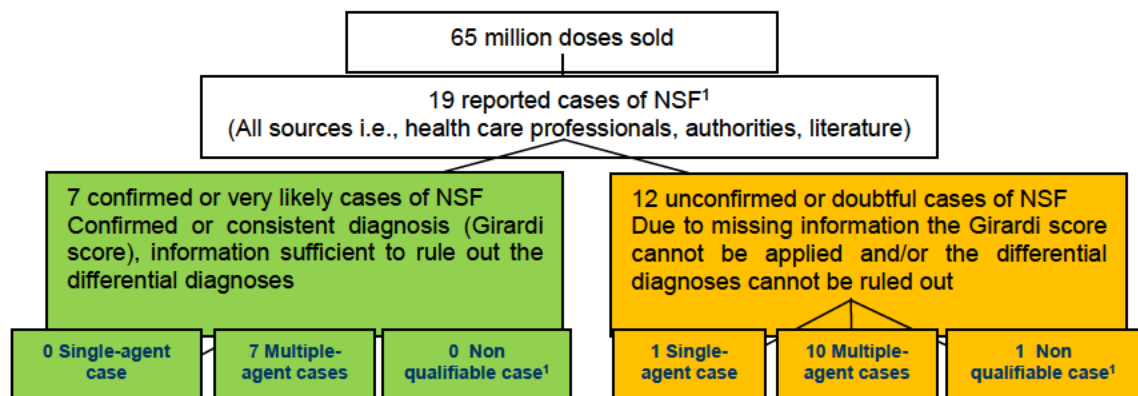 65 million doses sold
19 reported cases of NSF¹
(All sources i.e., health care professionals, authorities, literature)
7 confirmed or very likely cases of NSF
Confirmed or consistent diagnosis (Girardi
score), information sufficient to rule out the
differential diagnoses
12 unconfirmed or doubtful cases of NSF
Due to missing information the Girardi score
cannot be applied and/or the differential
diagnoses cannot be ruled out
0 Single-agent
case
7 Multiple-
agent cases
0 Non
qualifiable case¹
1 Single-
agent case
10 Multiple-
agent cases
1 Non
qualifiable case¹